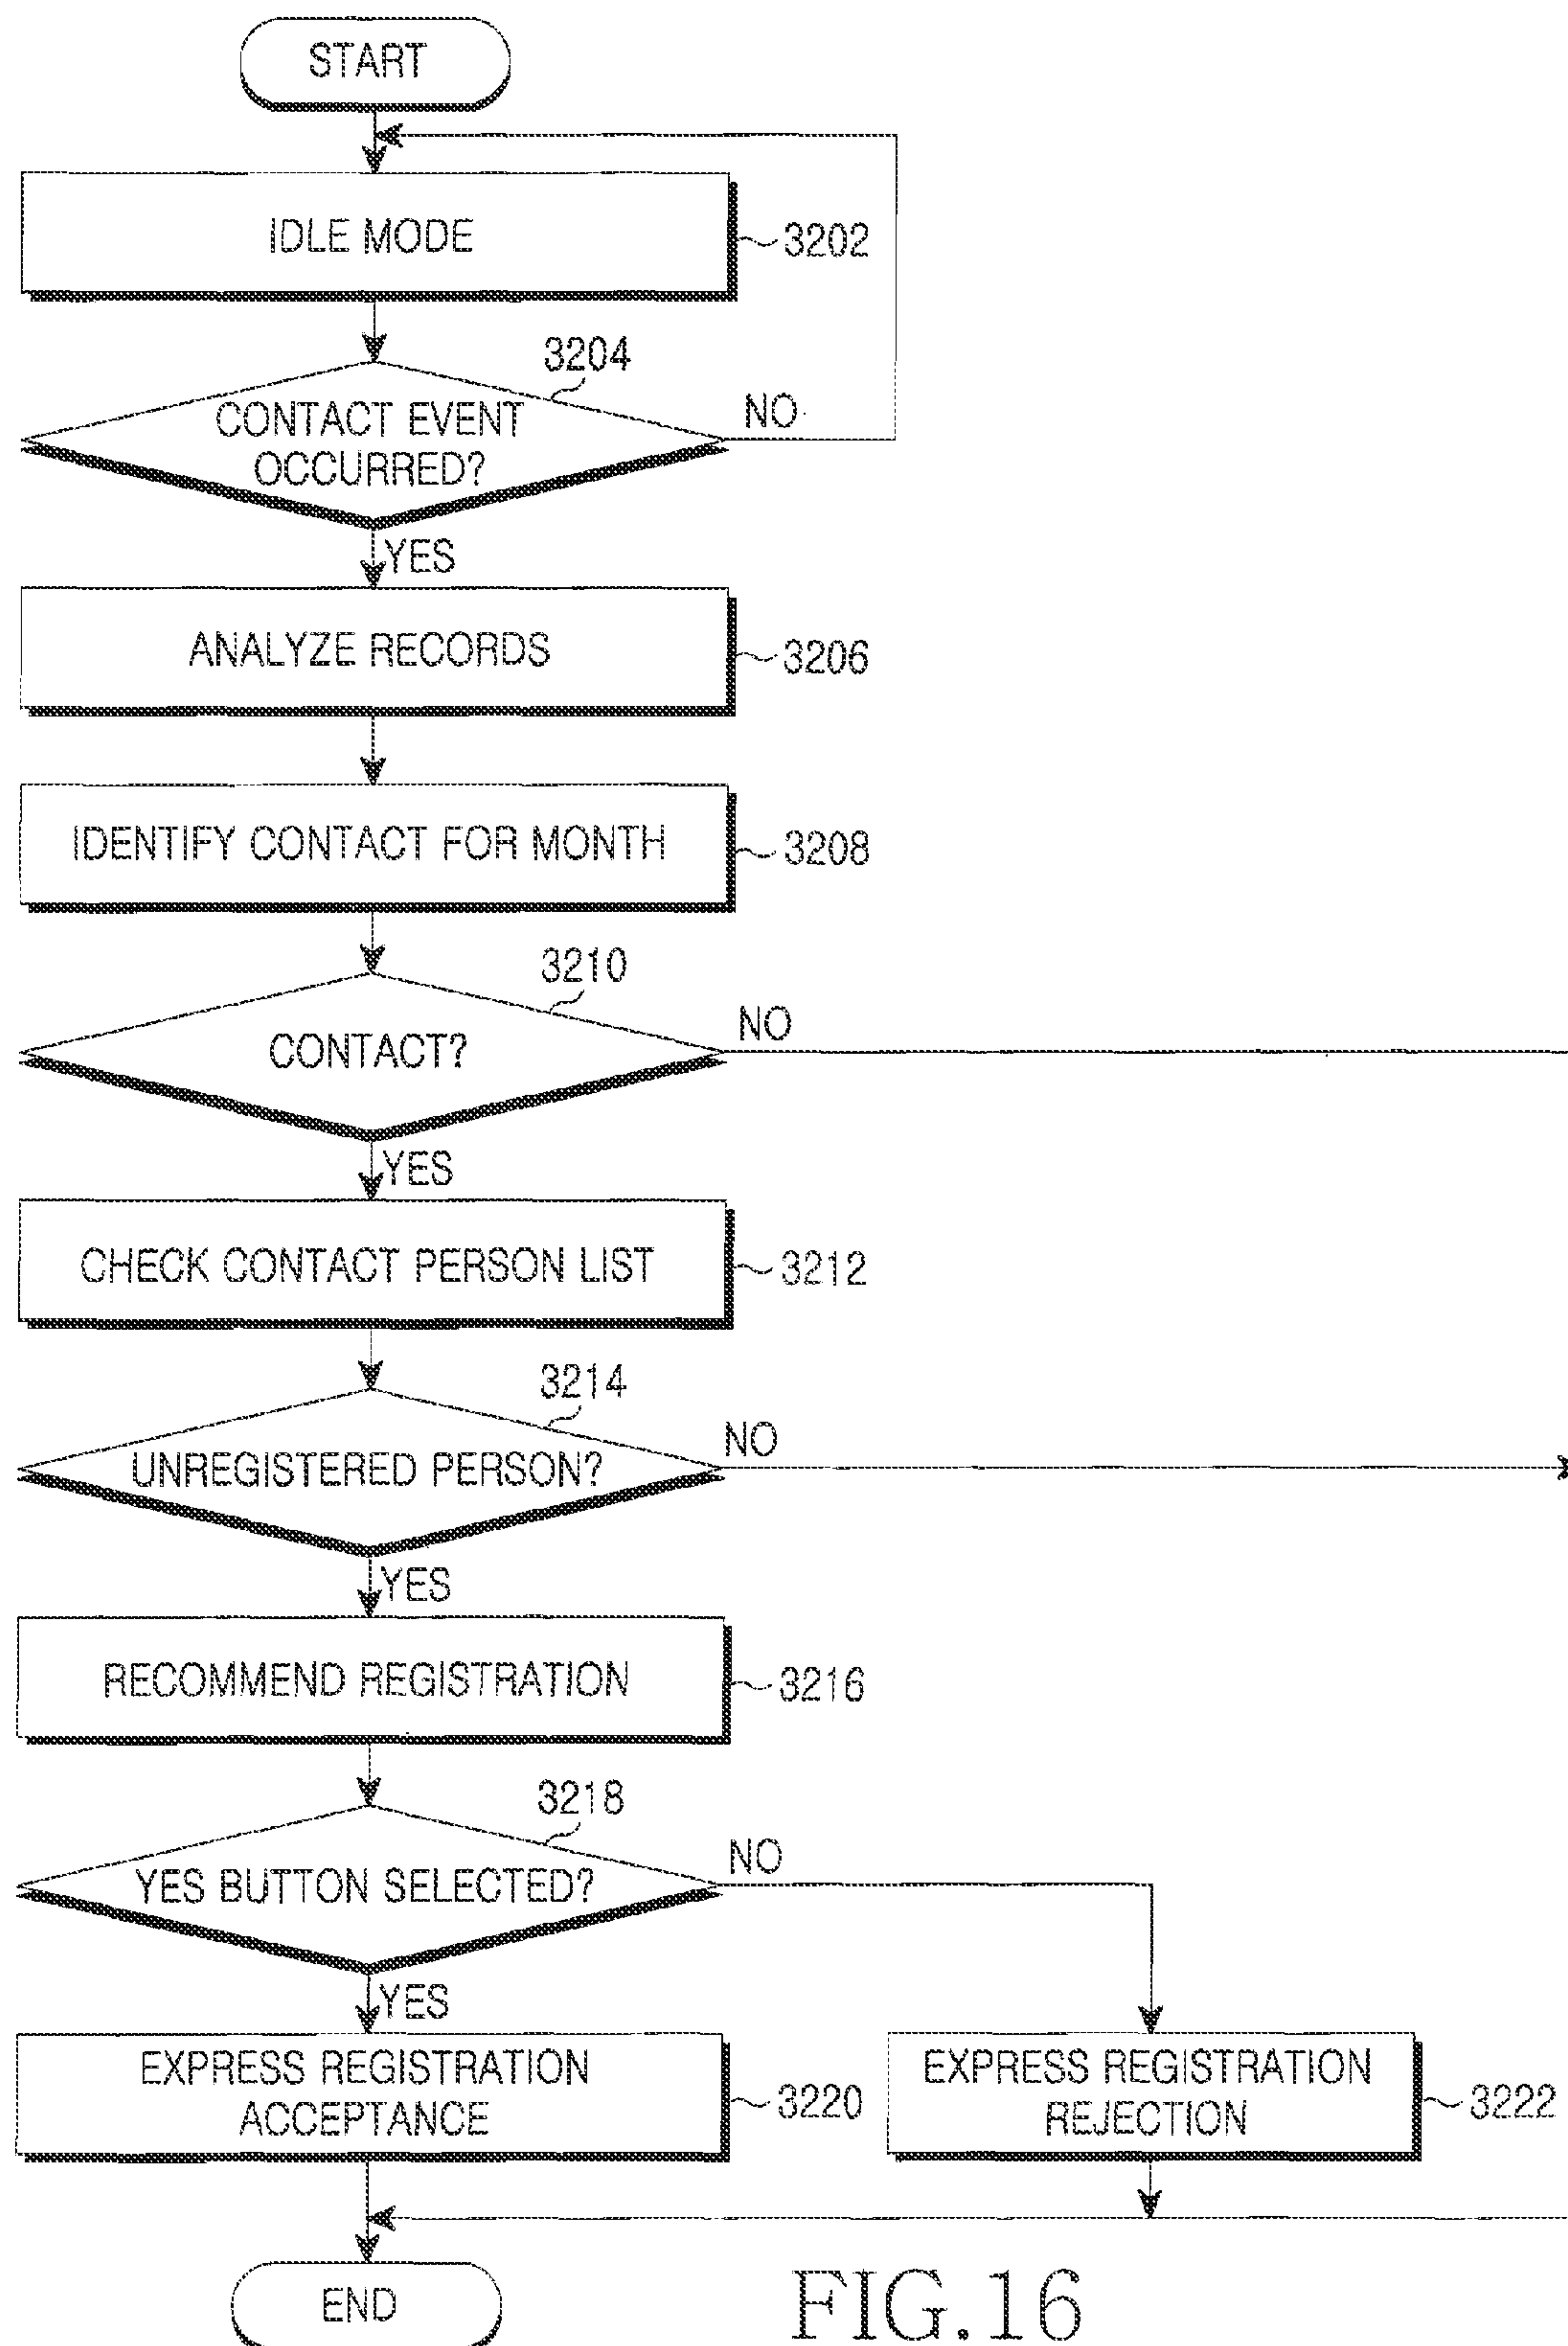 START
IDLE MODE
3202
3204
CONTACT EVENT
OCCURRED?
NO
YES
ANALYZE RECORDS
3206
IDENTIFY CONTACT FOR MONTH
3208
3210
CONTACT?
NO
YES
CHECK CONTACT PERSON LIST
3212
3214
UNREGISTERED PERSON?
NO
YES
RECOMMEND REGISTRATION
3216
3218
YES BUTTON SELECTED?
NO
YES
EXPRESS REGISTRATION
ACCEPTANCE
3220
EXPRESS REGISTRATION
REJECTION
3222
END
FIG.16